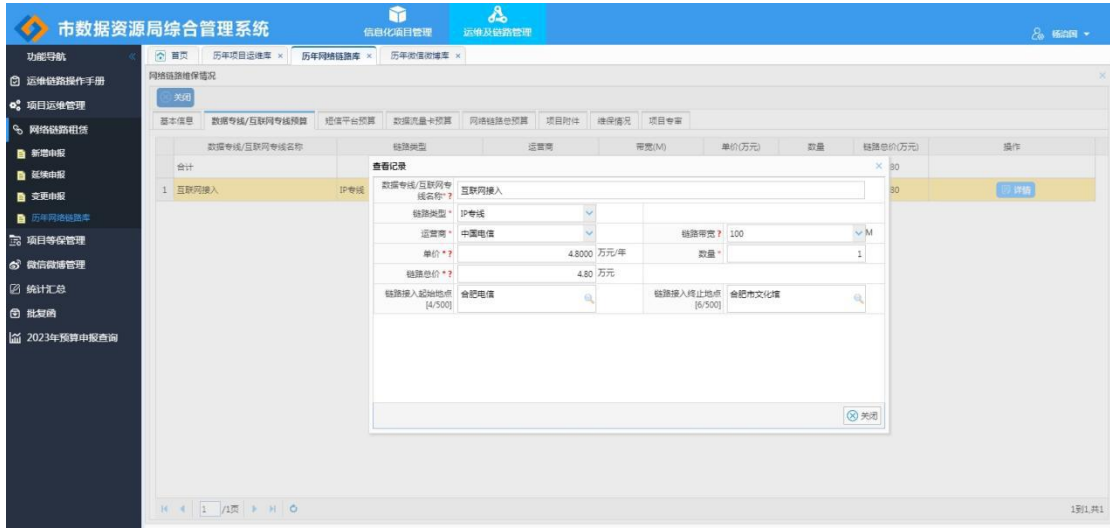 市数据资源局综合管理系统
信息化项目管理
运维及链路管理
功能导航
首页 历年项目运维库 × 历年网络链路库 × 历年微信微博库 ×
运维链路操作手册
项目运维管理
网络链路租赁
新增申报
延续申报
变更申报
历年网络链路库
项目等保管理
微信微博管理
统计汇总
批复函
2023年预算申报查询
网络链路维保情况
关闭
基本信息 数据专线/互联网专线预算 短信平台预算 数据流量卡预算 网络链路总预算 项目附件 维保情况 项目专审
数据专线/互联网专线名称 链路类型 运营商 带宽(M) 单价(万元) 数量 链路总价(万元) 操作
合计 80
1 互联网接入 IP专线 80 详情
查看记录
数据专线/互联网专线名称*? 互联网接入
链路类型* IP专线
运营商* 中国电信 链路带宽? 100 M
单价*? 4.8000 万元/年 数量* 1
链路总价*? 4.80 万元
链路接入起始地点[4/500] 合肥电信 链路接入终止地点[6/500] 合肥市文化馆
关闭
1 /1页
1到1,共1